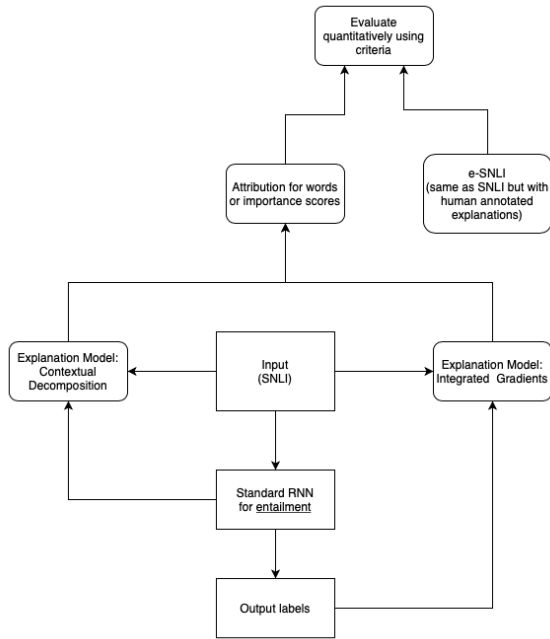 Evaluate
quantitatively using
criteria
Attribution for words
or importance scores
e-SNLI
(same as SNLI but with
human annotated
explanations)
Explanation Model:
Contextual
Decomposition
Input
(SNLI)
Explanation Model:
Integrated Gradients
Standard RNN
for entailment
Output labels